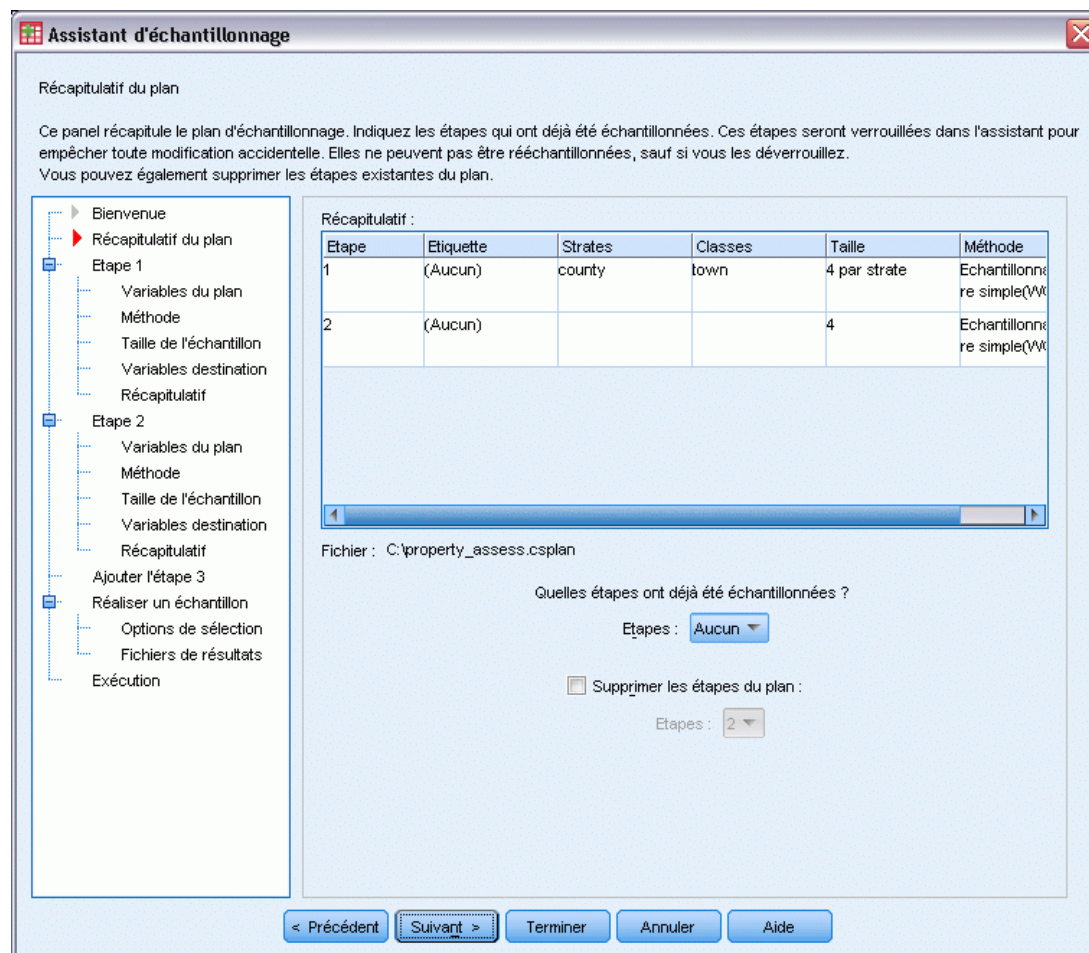 Assistant d'échantillonnage
Récapitulatif du plan
Ce panel récapitule le plan d'échantillonnage. Indiquez les étapes qui ont déjà été échantillonnées. Ces étapes seront verrouillées dans l'assistant pour
empêcher toute modification accidentelle. Elles ne peuvent pas être rééchantillonnées, sauf si vous les déverrouillez.
Vous pouvez également supprimer les étapes existantes du plan.
Bienvenue
Récapitulatif du plan
Etape 1
Variables du plan
Méthode
Taille de l'échantillon
Variables destination
Récapitulatif
Etape 2
Variables du plan
Méthode
Taille de l'échantillon
Variables destination
Récapitulatif
Ajouter l'étape 3
Réaliser un échantillon
Options de sélection
Fichiers de résultats
Exécution
Récapitulatif :
Etape Etiquette Strates Classes Taille Méthode
1 (Aucun) county town 4 par strate Echantillonna
re simple(WO
2 (Aucun) 4 Echantillonna
re simple(WO
Fichier : C:\property_assess.csplan
Quelles étapes ont déjà été échantillonnées ?
Etapes : Aucun
Supprimer les étapes du plan :
Etapes : 2
< Précédent Suivant > Terminer Annuler Aide